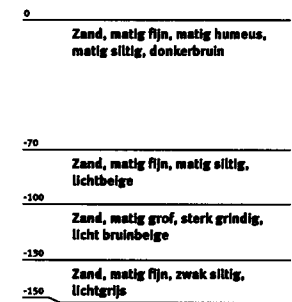 0
Zand, matig fijn, matig humeus,
matig siltig, donkerbruin
-70
Zand, matig fijn, matig siltig,
lichtbeige
-100
Zand, matig grof, sterk grindig,
licht bruinbeige
-130
Zand, matig fijn, zwak siltig,
lichtgrijs
-150